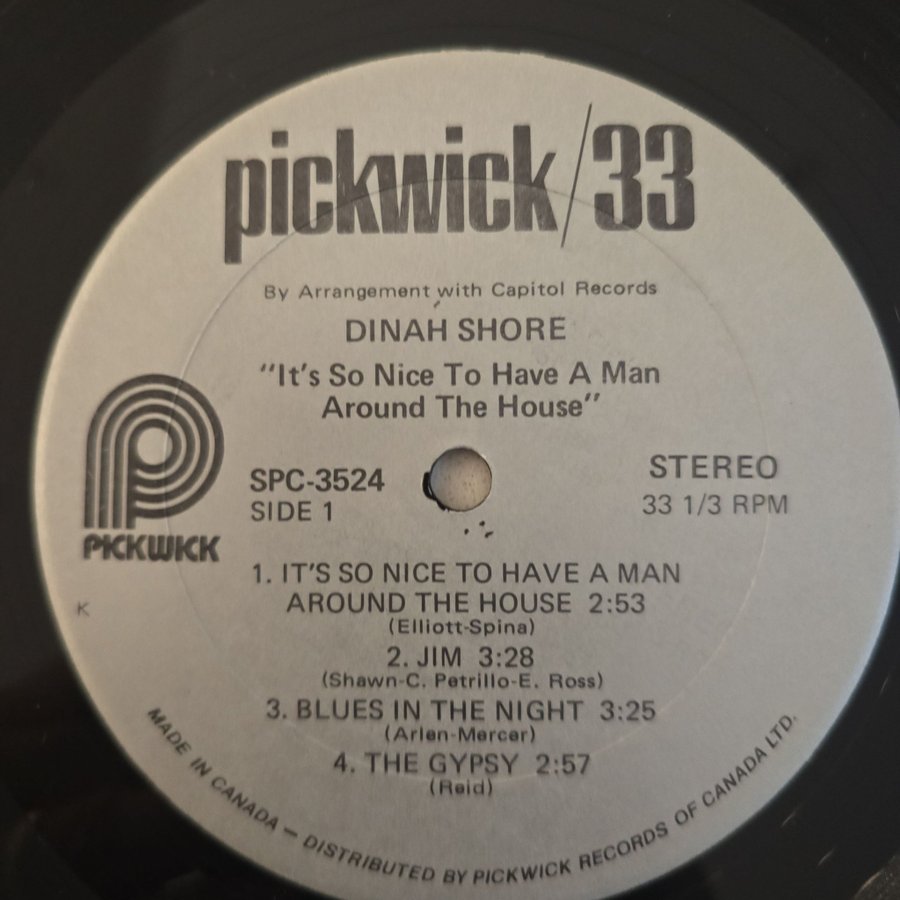 pickwick/33
By Arrangement with Capitol Records
DINAH SHORE
"It's So Nice To Have A Man
Around The House"
PICKWICK
SPC-3524
SIDE 1
STEREO
33 1/3 RPM
1. IT'S SO NICE TO HAVE A MAN
AROUND THE HOUSE 2:53
(Elliott-Spina)
2. JIM 3:28
(Shawn-C. Petrillo-E. Ross)
3. BLUES IN THE NIGHT 3:25
(Arlen-Mercer)
4. THE GYPSY 2:57
(Reid)
K
MADE IN CANADA — DISTRIBUTED BY PICKWICK RECORDS OF CANADA LTD.